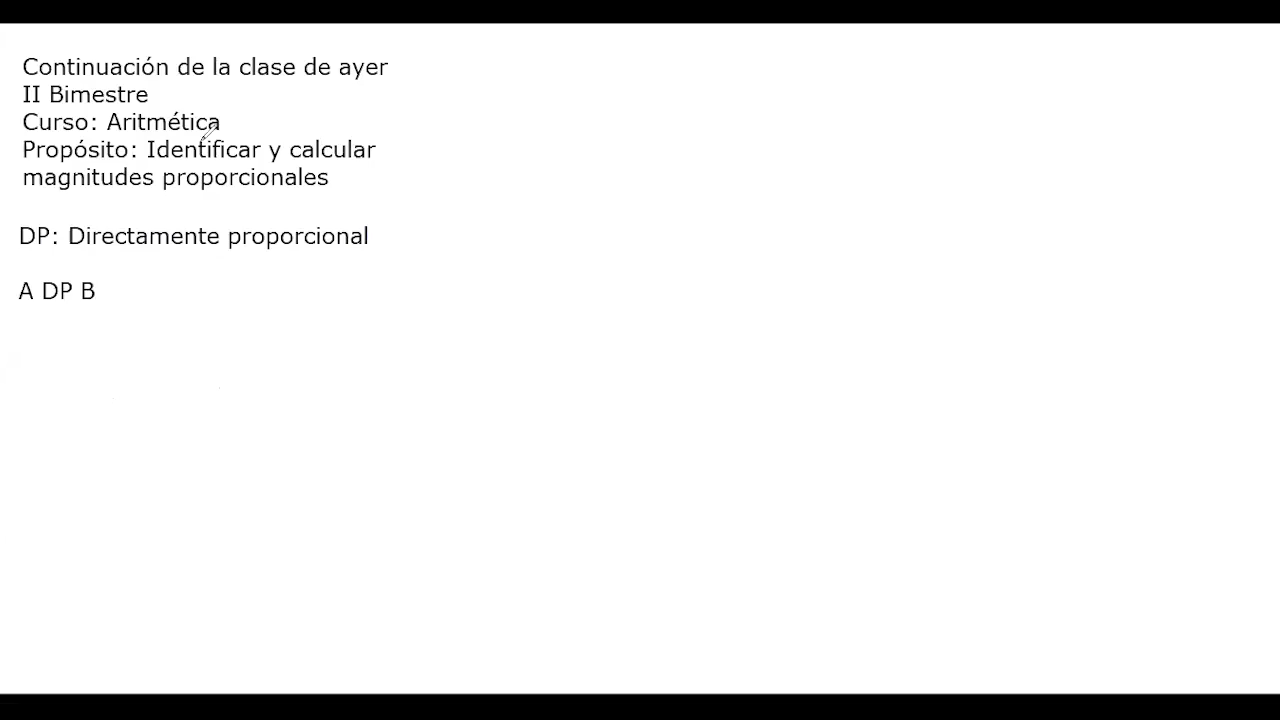 Continuación de la clase de ayer
II Bimestre
Curso: Aritmética
Propósito: Identificar y calcular
magnitudes proporcionales
DP: Directamente proporcional
A DP B